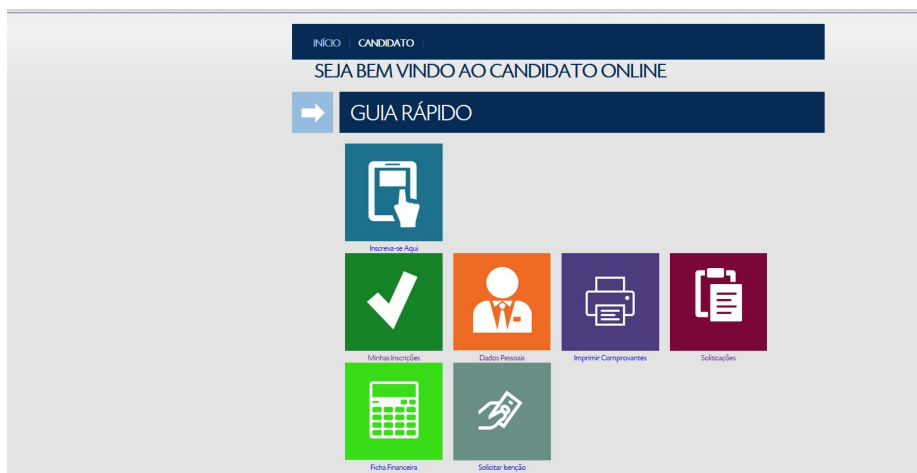 INÍCIO CANDIDATO
SEJA BEM VINDO AO CANDIDATO ONLINE
GUIA RÁPIDO
Inscreva-se Aqui
Minhas Inscrições Dados Pessoais Imprimir Comprovantes Soliticações
Ficha Financeira Solicitar Isenção